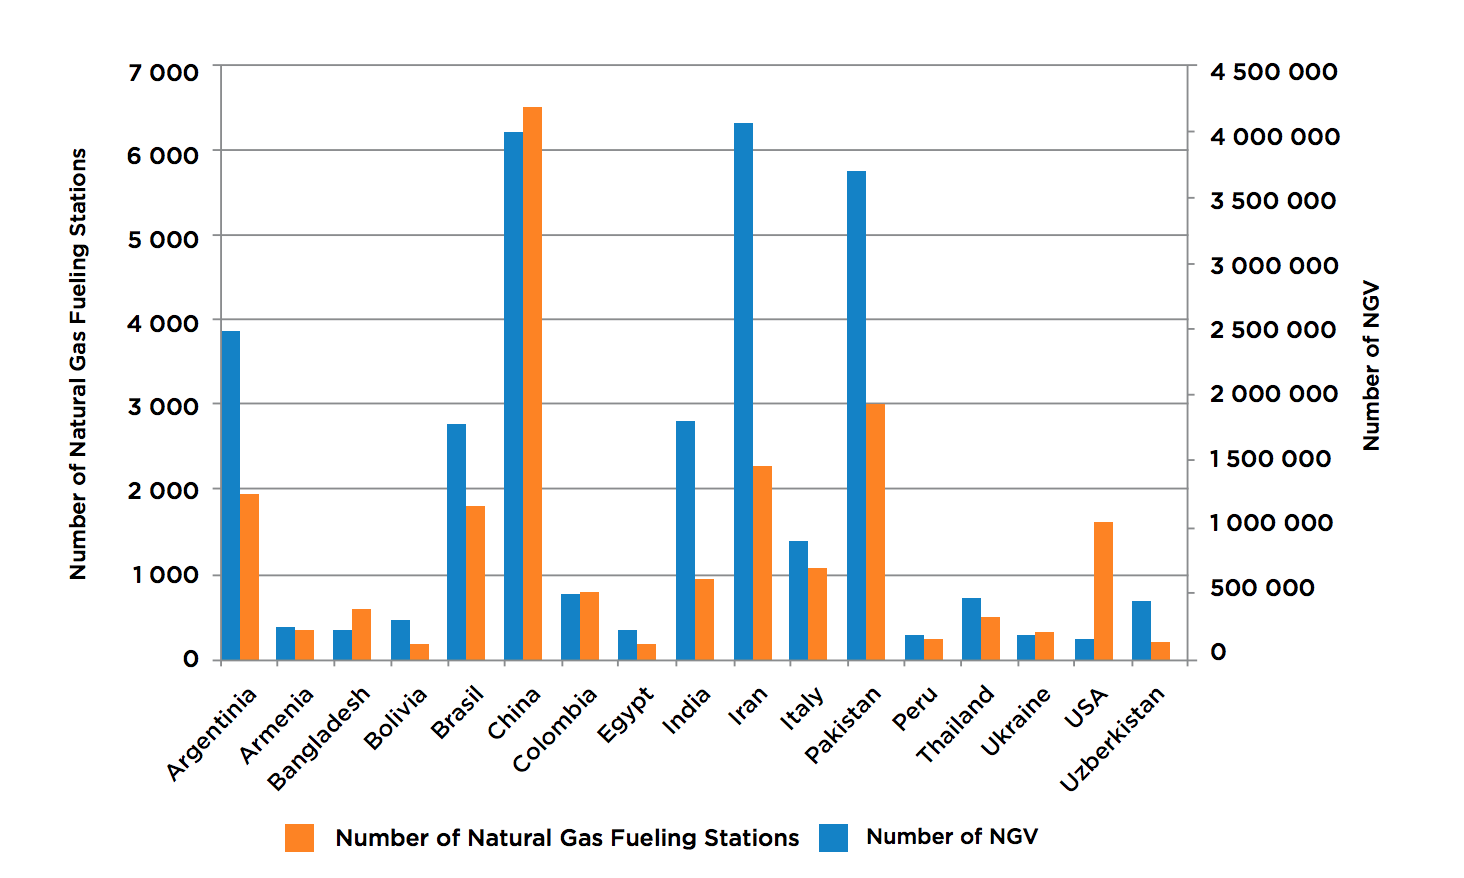 7 000
6 000
5 000
4 000
3 000
2 000
1 000
0
Number of Natural Gas Fueling Stations
4 500 000
4 000 000
3 500 000
3 000 000
2 500 000
2 000 000
1 500 000
1 000 000
500 000
0
Number of NGV
Argentinia
Armenia
Bangladesh
Bolivia
Brasil
China
Colombia
Egypt
India
Iran
Italy
Pakistan
Peru
Thailand
Ukraine
USA
Uzberkistan
Number of Natural Gas Fueling Stations
Number of NGV